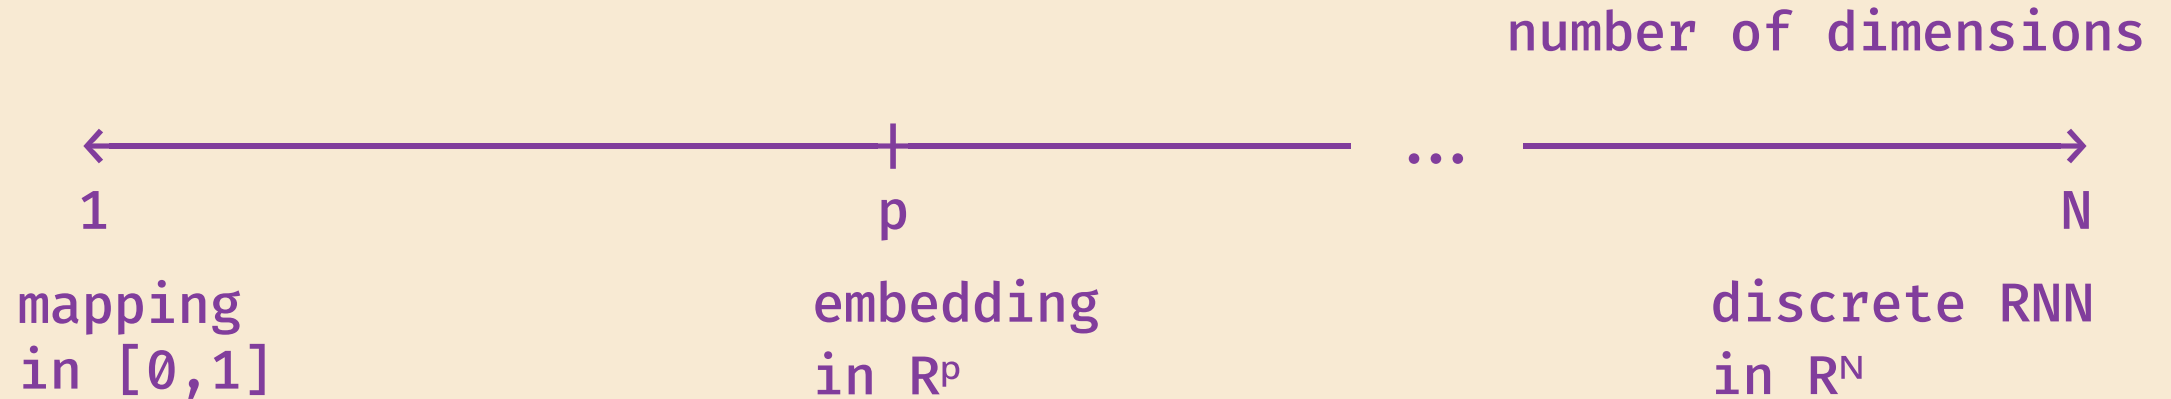 number of dimensions
...
1
p
N
mapping
in [0,1]
embedding
in Rᵖ
discrete RNN
in Rᴺ